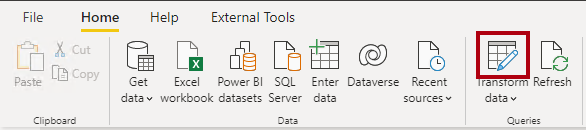 File Home Help External Tools
Paste
Cut
Copy
Get data
Excel workbook
Power BI datasets
SQL Server
Enter data
Dataverse
Recent sources
Transform data
Refresh
Clipboard
Data
Queries